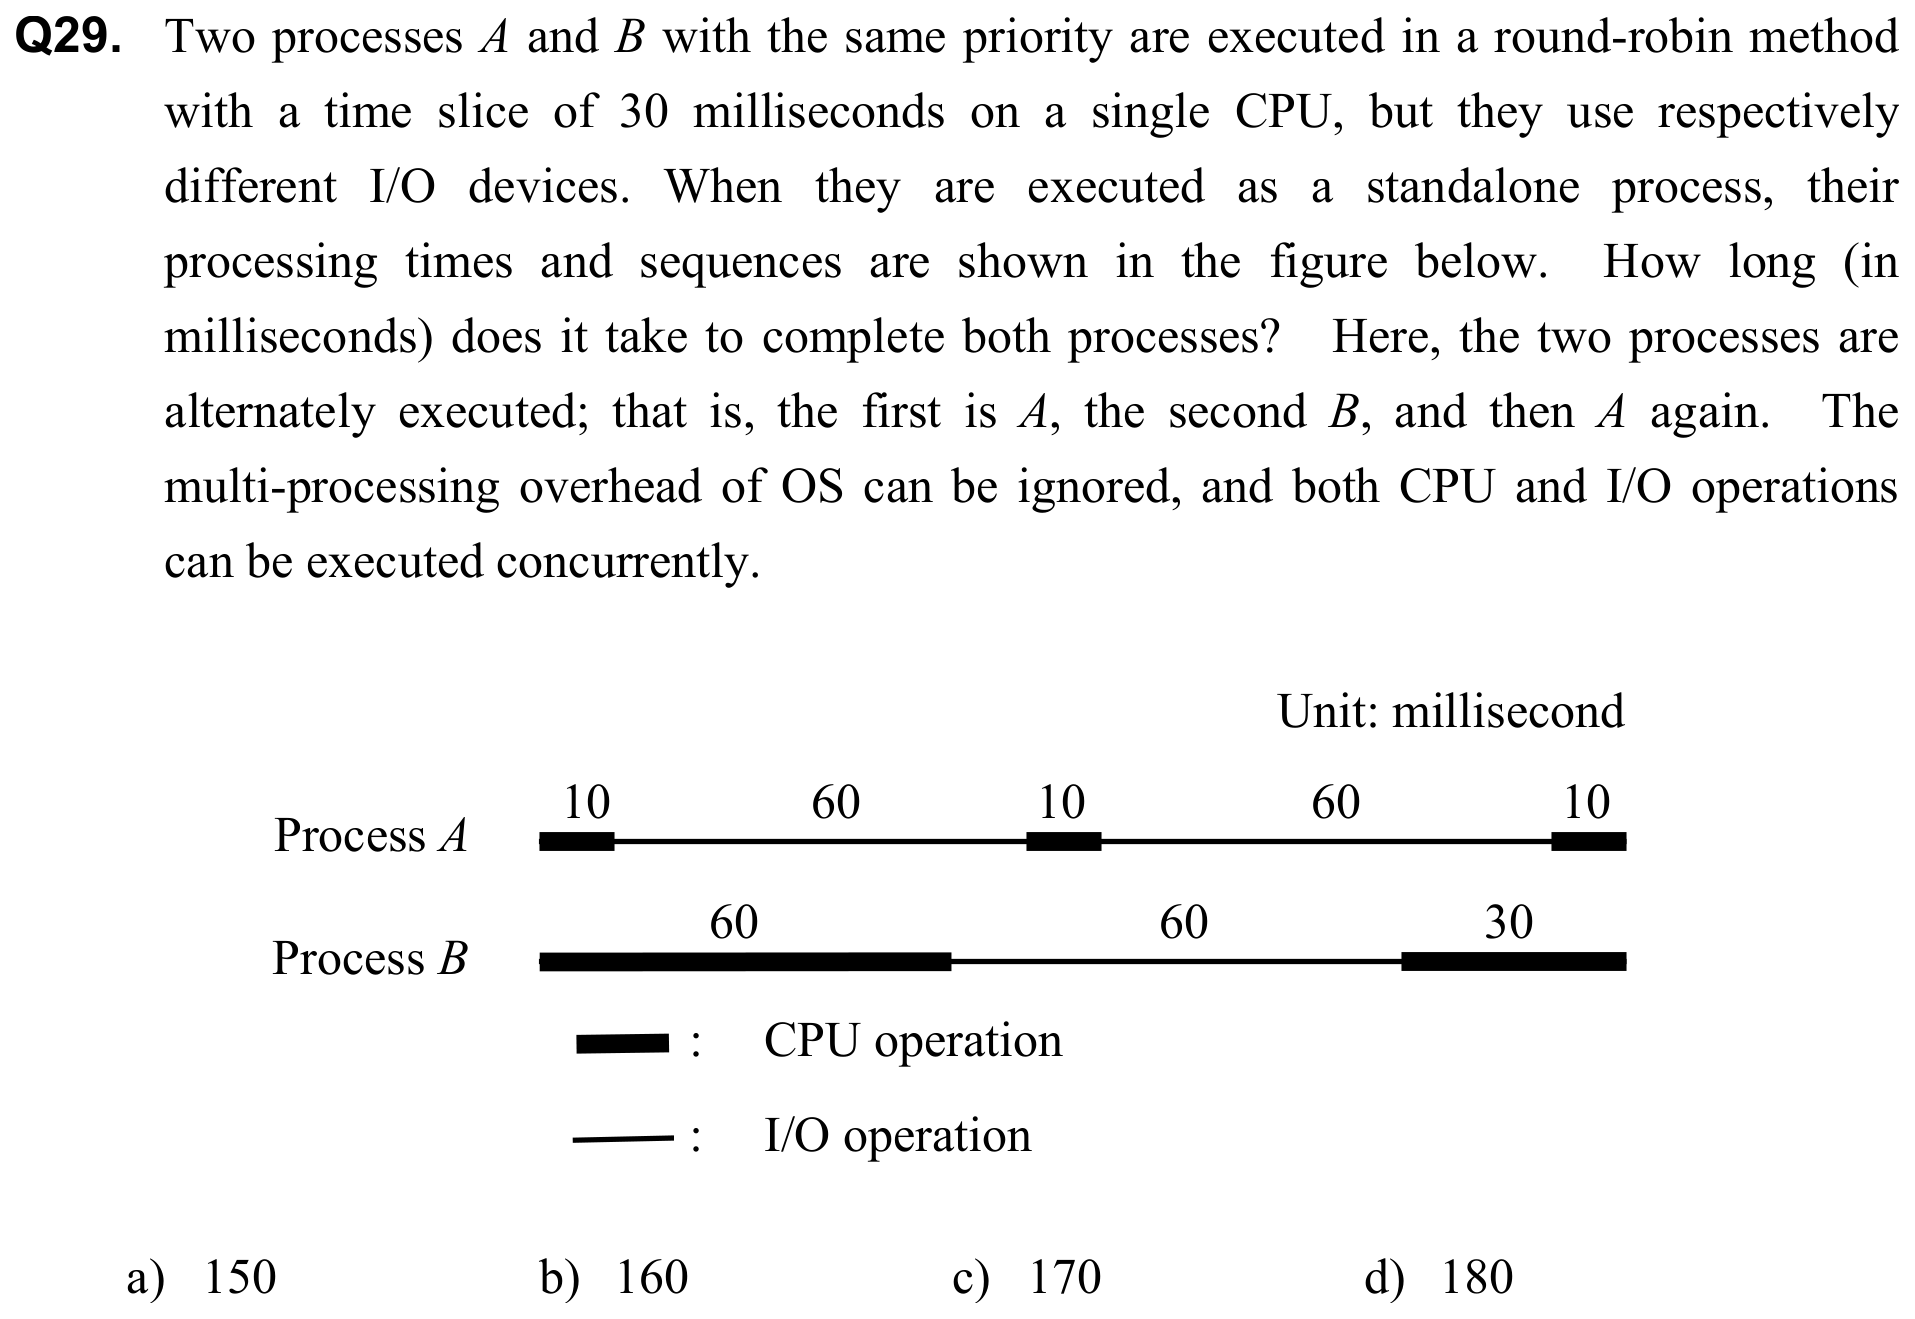 Q29. Two processes A and B with the same priority are executed in a round-robin method
with a time slice of 30 milliseconds on a single CPU, but they use respectively
different I/O devices. When they are executed as a standalone process, their
processing times and sequences are shown in the figure below. How long (in
milliseconds) does it take to complete both processes? Here, the two processes are
alternately executed; that is, the first is A, the second B, and then A again. The
multi-processing overhead of OS can be ignored, and both CPU and I/O operations
can be executed concurrently.
Unit: millisecond
10 60 10 60 10
Process A
60 60 30
Process B
: CPU operation
: I/O operation
a) 150 b) 160 c) 170 d) 180